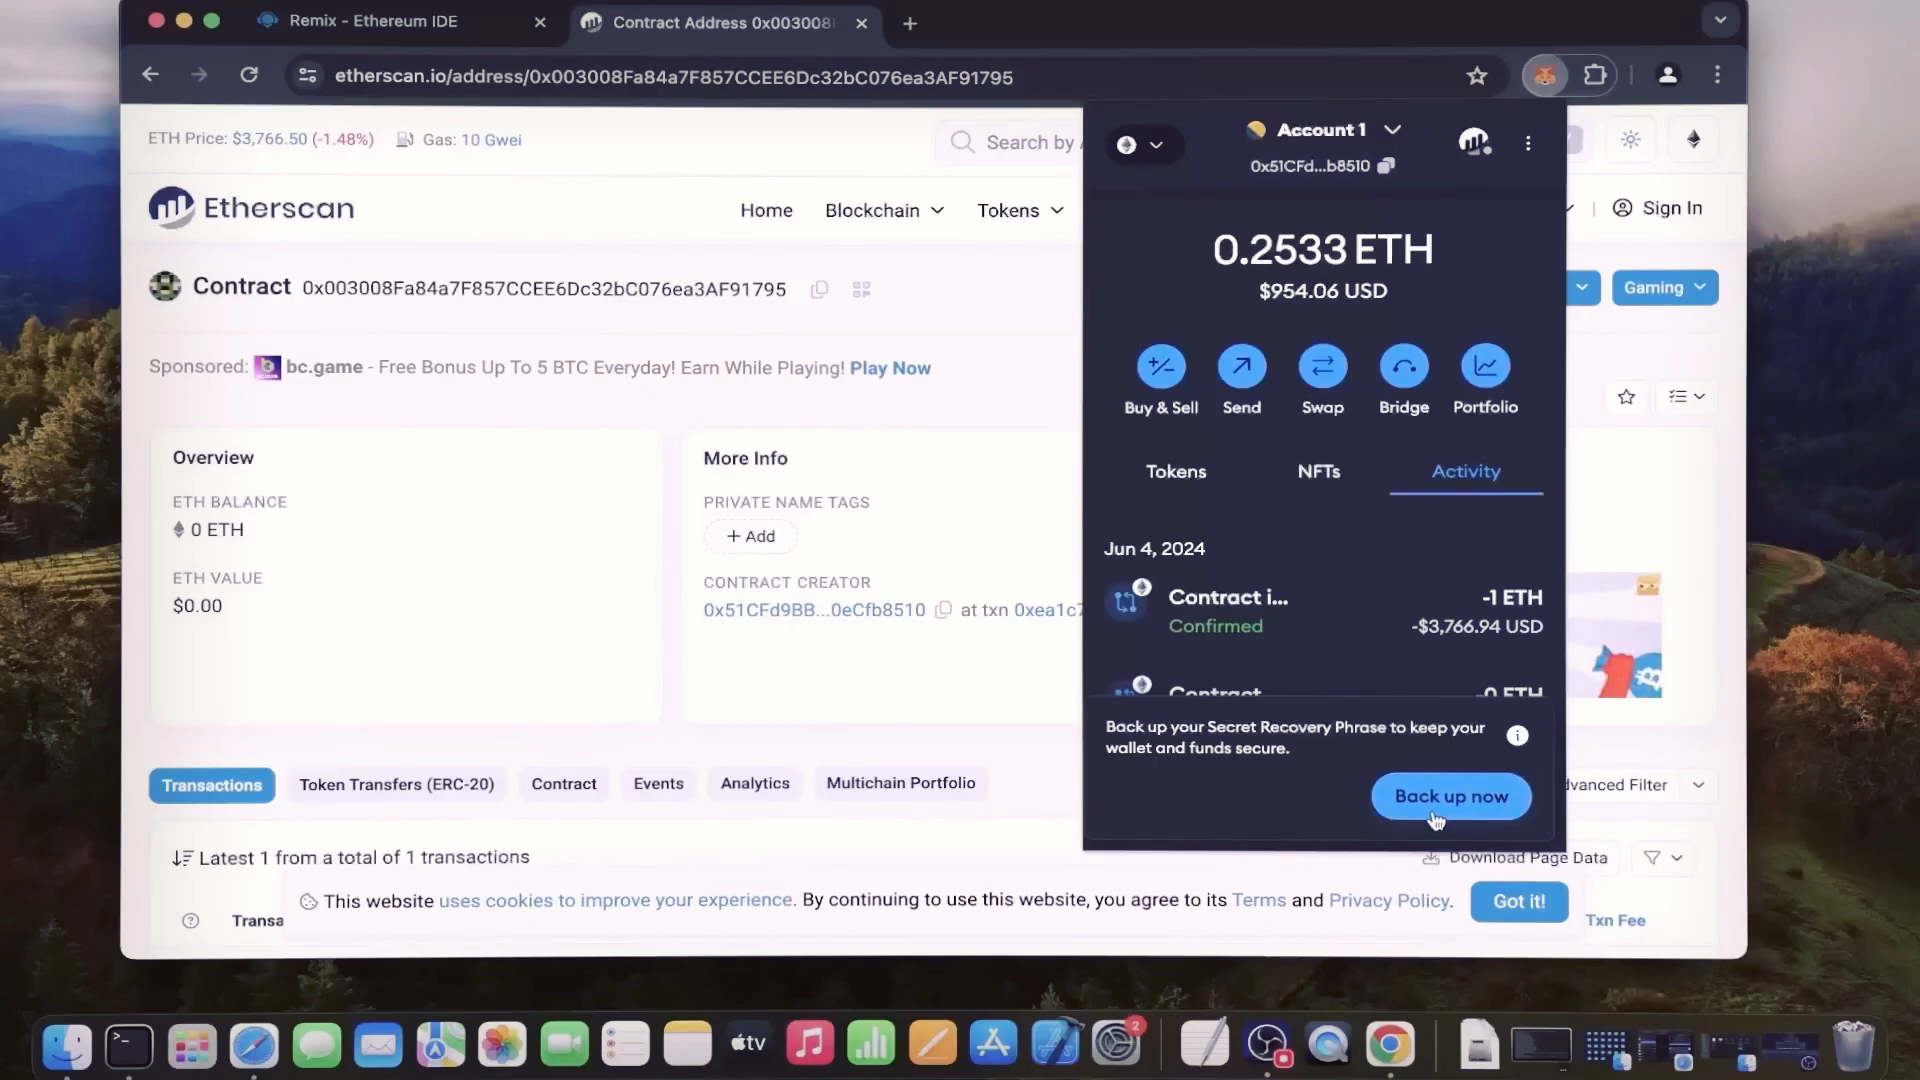 Remix - Ethereum IDE
Contract Address 0x003008
etherscan.io/address/0x003008Fa84a7F857CCEE6Dc32bC076ea3AF91795
ETH Price: $3,766.50 (-1.48%) Gas: 10 Gwei
Search by
Etherscan
Home Blockchain Tokens
Sign In
Contract 0x003008Fa84a7F857CCEE6Dc32bC076ea3AF91795
Gaming
Sponsored: bc.game - Free Bonus Up To 5 BTC Everyday! Earn While Playing! Play Now
Overview
ETH BALANCE
0 ETH
ETH VALUE
$0.00
More Info
PRIVATE NAME TAGS
+ Add
CONTRACT CREATOR
0x51CFd9BB...0eCfb8510 at txn 0xea1c7
Account 1
0x51CFd...b8510
0.2533 ETH
$954.06 USD
Buy & Sell Send Swap Bridge Portfolio
Tokens NFTs Activity
Jun 4, 2024
Contract i... -1 ETH
Confirmed -$3,766.94 USD
Contract -0 ETH
Back up your Secret Recovery Phrase to keep your
wallet and funds secure.
Back up now
Transactions Token Transfers (ERC-20) Contract Events Analytics Multichain Portfolio
dvanced Filter
Latest 1 from a total of 1 transactions
Download Page Data
This website uses cookies to improve your experience. By continuing to use this website, you agree to its Terms and Privacy Policy. Got it!
Transa
Txn Fee
tv
2